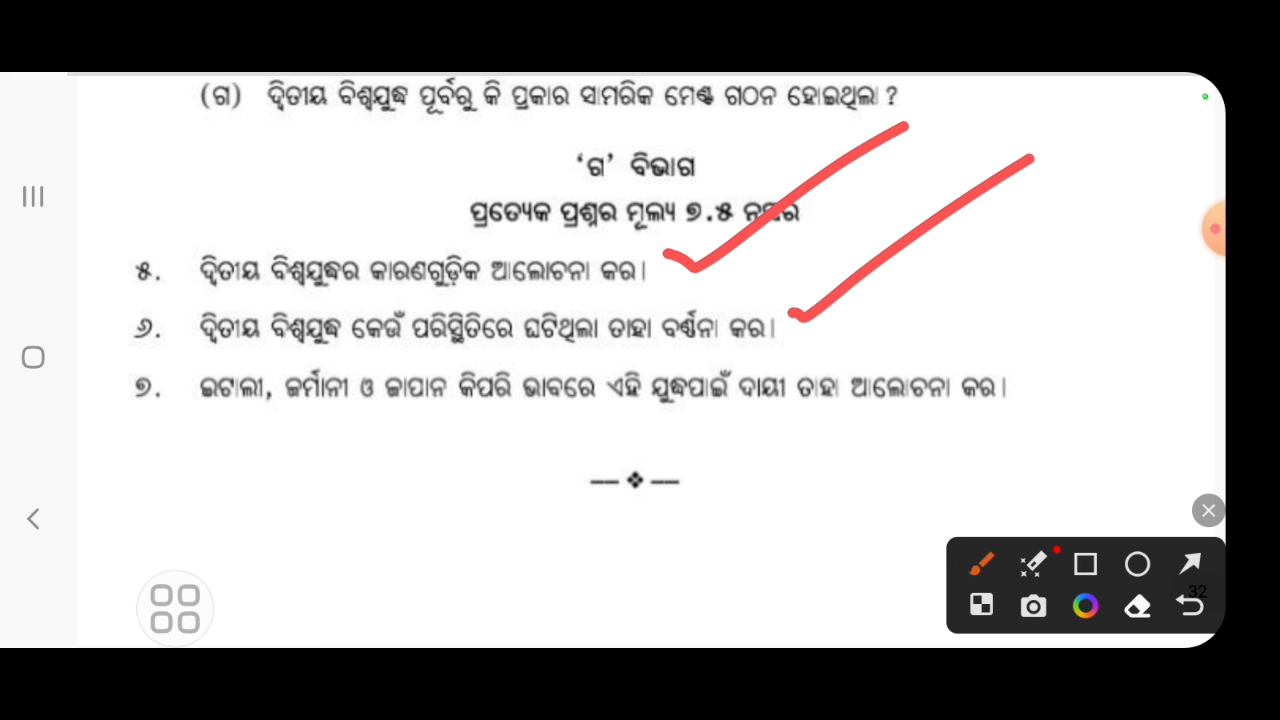 (ଗ) ଦ୍ଵିତୀୟ ବିଶ୍ୱଯୁଦ୍ଧ ପୂର୍ବରୁ କି ପ୍ରକାର ସାମରିକ ମେଣ୍ଟ ଗଠନ ହୋଇଥିଲା ?
‘ଗ’ ବିଭାଗ
ପ୍ରତ୍ୟେକ ପ୍ରଶ୍ନର ମୂଲ୍ୟ ୭.୫ ନମ୍ବର
୫. ଦ୍ଵିତୀୟ ବିଶ୍ୱଯୁଦ୍ଧର କାରଣଗୁଡ଼ିକ ଆଲୋଚନା କର।
୬. ଦ୍ଵିତୀୟ ବିଶ୍ୱଯୁଦ୍ଧ କେଉଁ ପରିସ୍ଥିତିରେ ଘଟିଥିଲା ତାହା ବର୍ଣ୍ଣନା କର।
୭. ଇଟାଲୀ, ଜର୍ମାନୀ ଓ ଜାପାନ କିପରି ଭାବରେ ଏହି ଯୁଦ୍ଧପାଇଁ ଦାୟୀ ତାହା ଆଲୋଚନା କର।
32